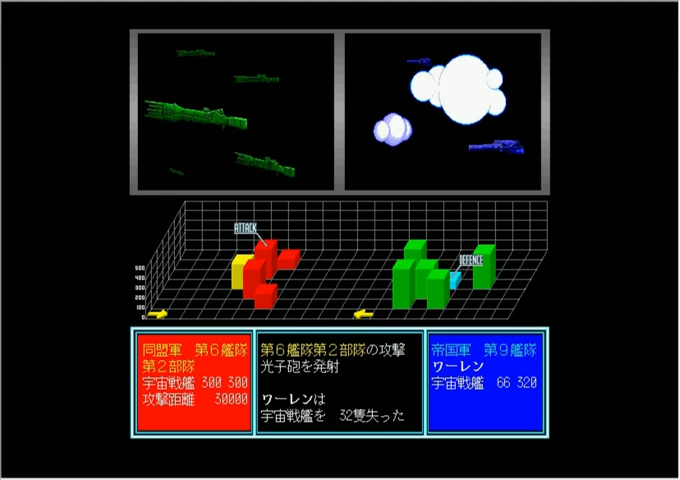 ATTACK
DEFENCE
500
400
300
200
100
0
同盟軍 第6艦隊
第2部隊
宇宙戦艦 300 300
攻撃距離 30000
第6艦隊第2部隊の攻撃
光子砲を発射
ワーレンは
宇宙戦艦を 32隻失った
帝国軍 第9艦隊
ワーレン
宇宙戦艦 66 320